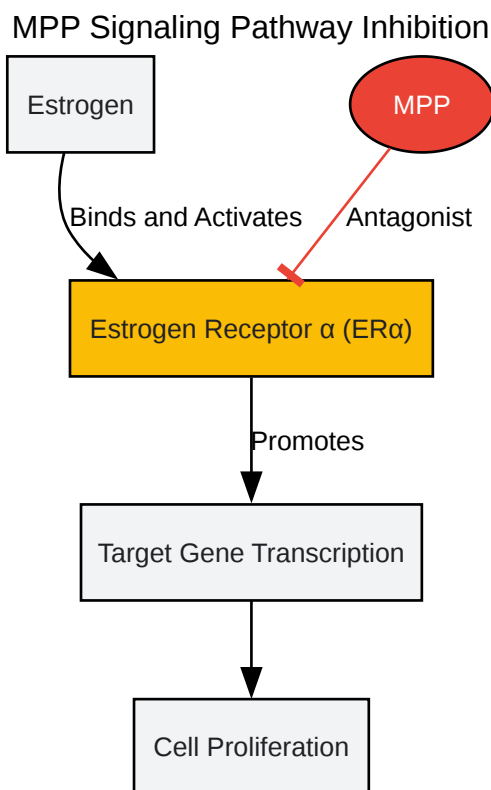 MPP Signaling Pathway Inhibition
Estrogen
MPP
Binds and Activates
Antagonist
Estrogen Receptor α (ERα)
Promotes
Target Gene Transcription
Cell Proliferation